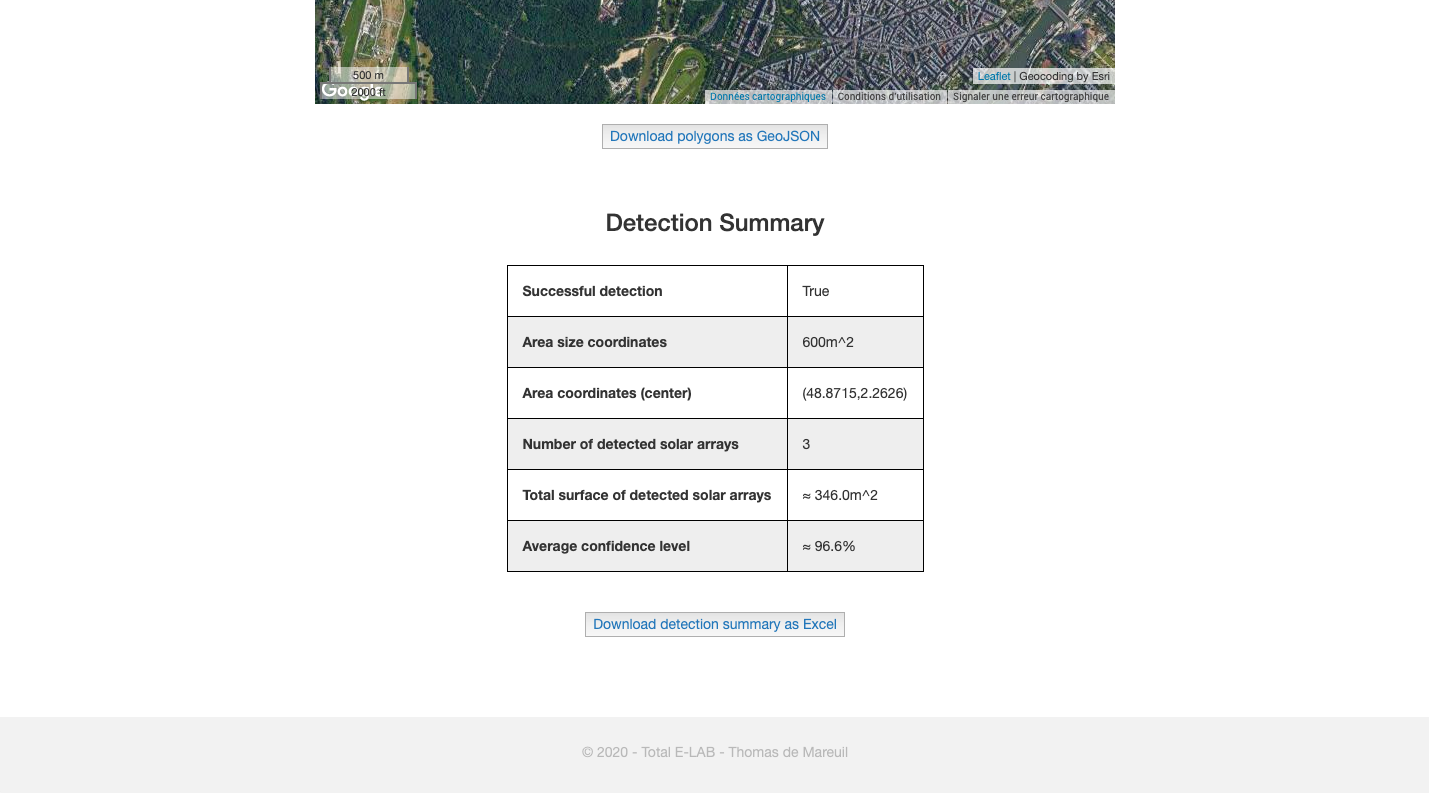 500 m
Google
2000 ft
Leaflet | Geocoding by Esri
Données cartographiques Conditions d'utilisation Signaler une erreur cartographique
Download polygons as GeoJSON
Detection Summary
Successful detection True
Area size coordinates 600m^2
Area coordinates (center) (48.8715,2.2626)
Number of detected solar arrays 3
Total surface of detected solar arrays ≈ 346.0m^2
Average confidence level ≈ 96.6%
Download detection summary as Excel
© 2020 - Total E-LAB - Thomas de Mareuil